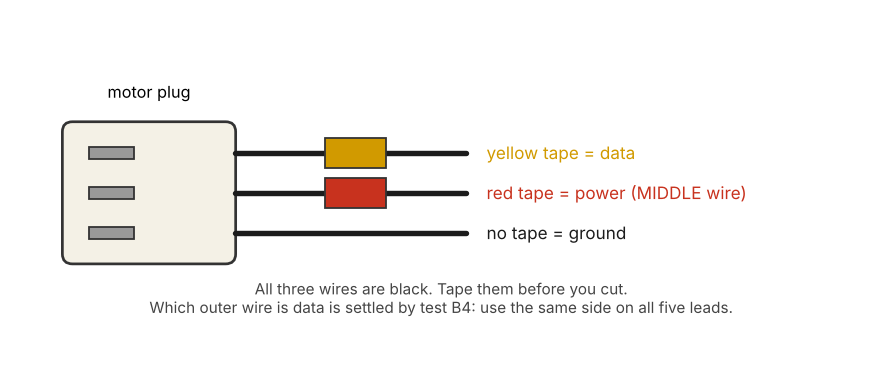 motor plug
yellow tape = data
red tape = power (MIDDLE wire)
no tape = ground
All three wires are black. Tape them before you cut.
Which outer wire is data is settled by test B4: use the same side on all five leads.